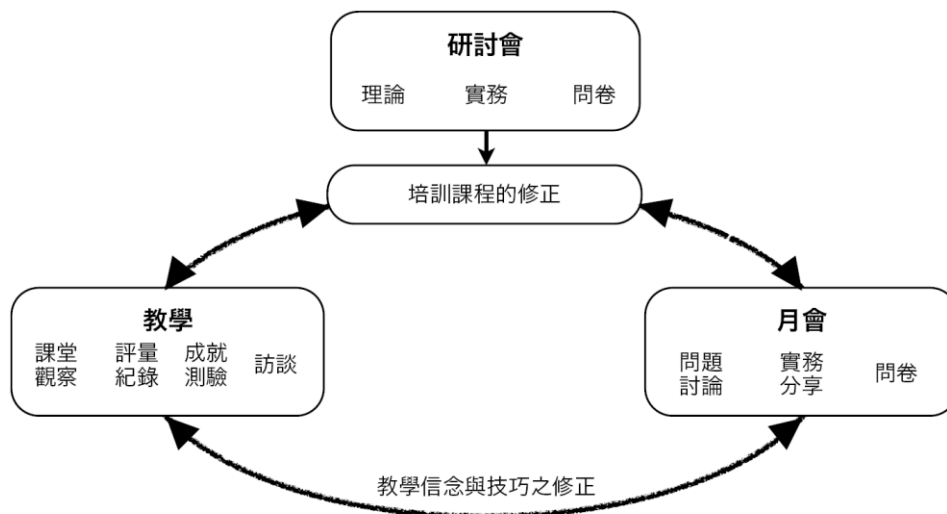 研討會
理論 實務 問卷
培訓課程的修正
教學
課堂 評量 成就
觀察 紀錄 測驗 訪談
月會
問題 實務
討論 分享 問卷
教學信念與技巧之修正